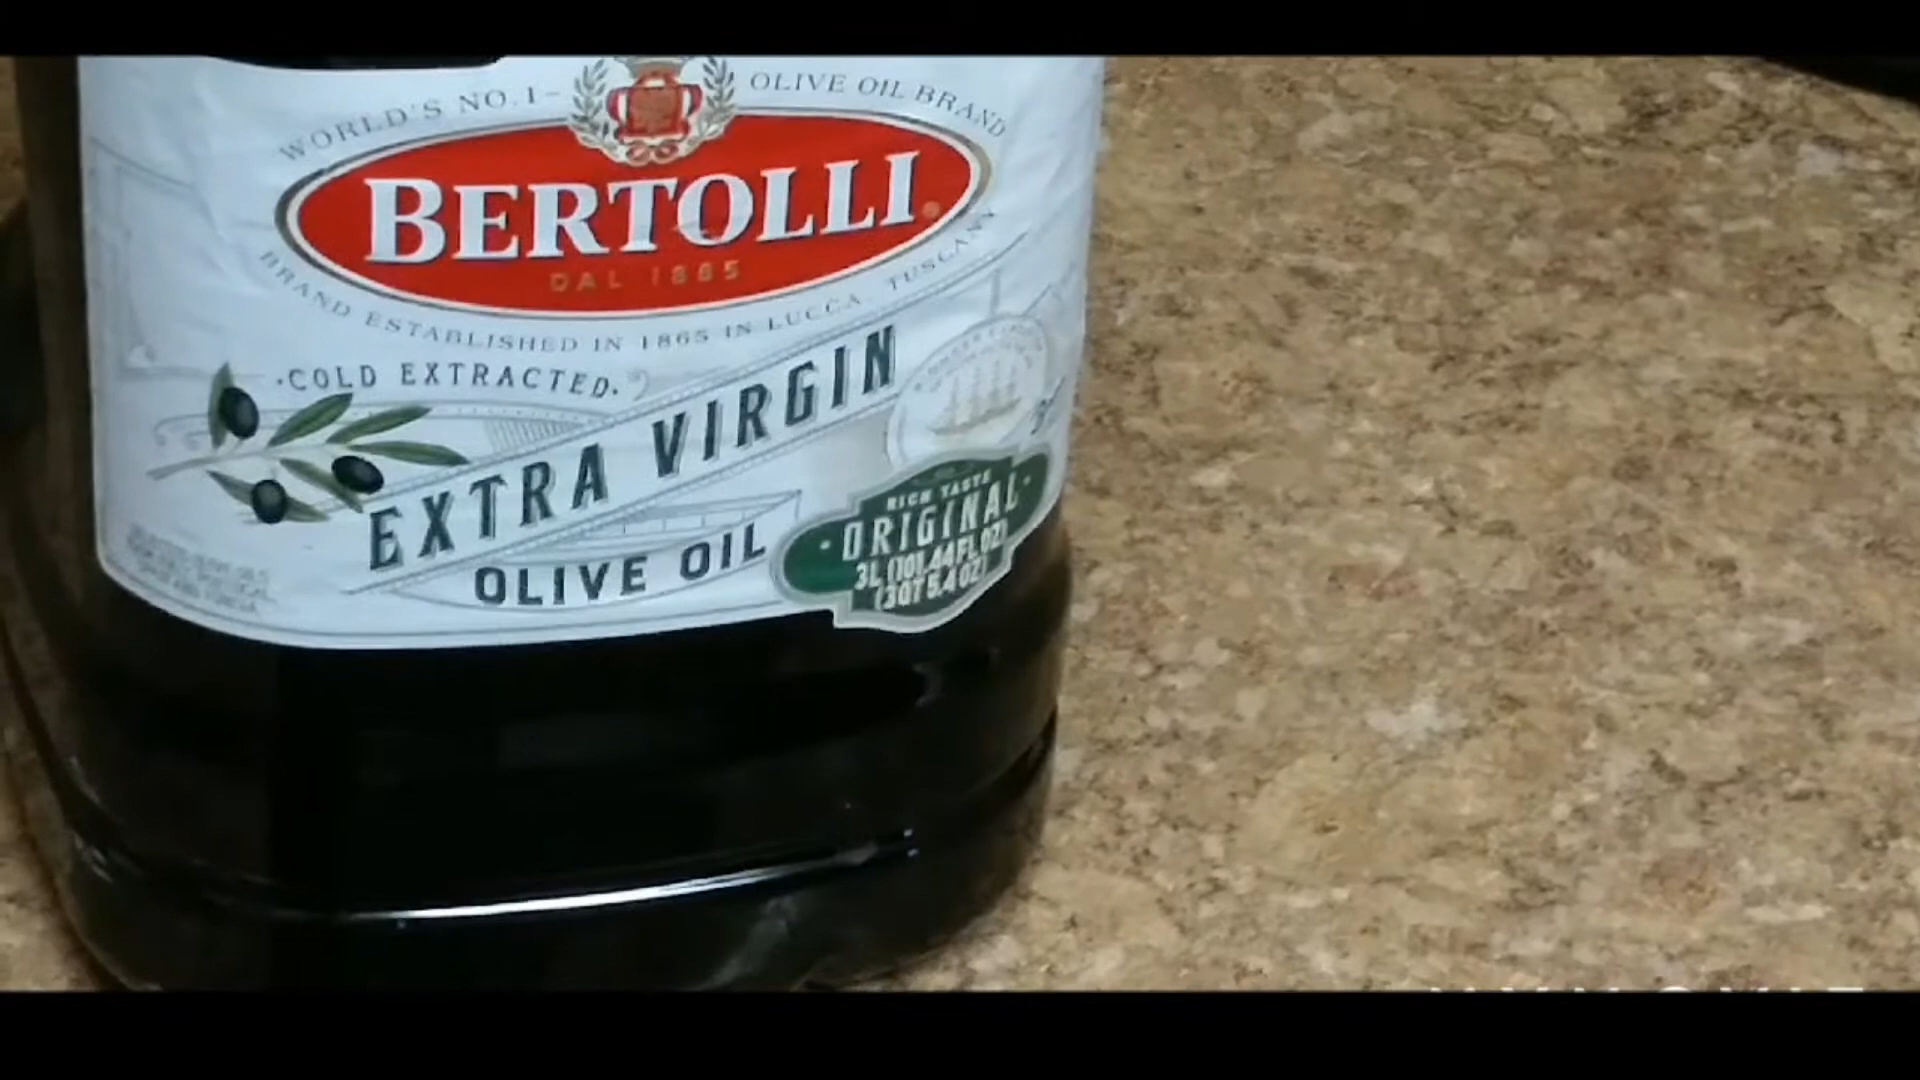 WORLD'S NO.1 OLIVE OIL BRAND
BERTOLLI
DAL 1865
BRAND ESTABLISHED IN 1865 IN LUCCA, TUSCANY
·COLD EXTRACTED·
EXTRA VIRGIN
OLIVE OIL
RICH TASTE
·ORIGINAL·
3L (101.44FL OZ)
(3QT 5.4 OZ)